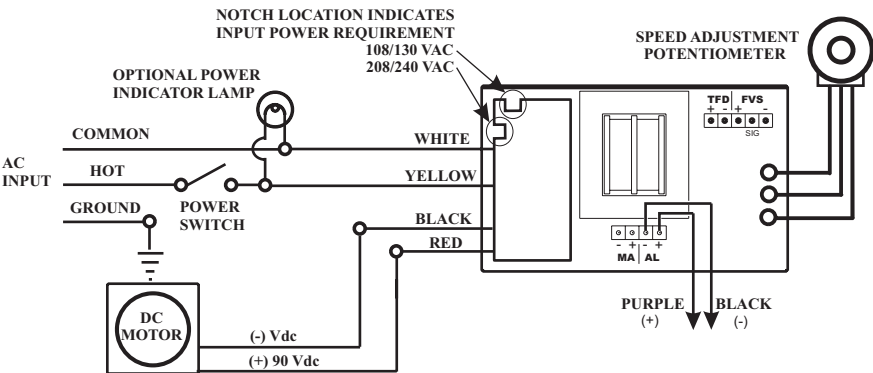 NOTCH LOCATION INDICATES
INPUT POWER REQUIREMENT
108/130 VAC
208/240 VAC
SPEED ADJUSTMENT
POTENTIOMETER
OPTIONAL POWER
INDICATOR LAMP
TFD FVS
+ - + -
SIG
COMMON
WHITE
AC
INPUT
HOT
YELLOW
GROUND
POWER
SWITCH
BLACK
RED
- + - +
MA AL
PURPLE
(+)
BLACK
(-)
DC
MOTOR
(-) Vdc
(+) 90 Vdc